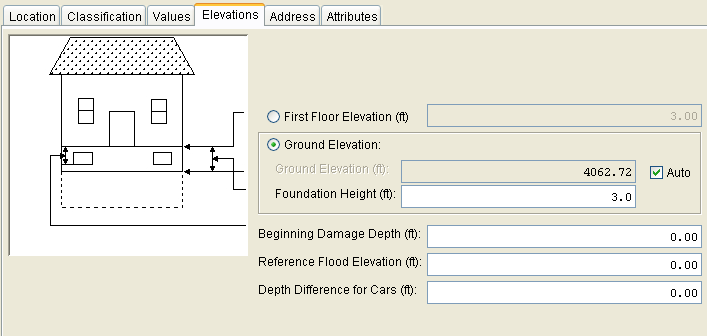 Location Classification Values Elevations Address Attributes
First Floor Elevation (ft) 3.00
Ground Elevation:
Ground Elevation (ft): 4062.72 Auto
Foundation Height (ft): 3.0
Beginning Damage Depth (ft): 0.00
Reference Flood Elevation (ft): 0.00
Depth Difference for Cars (ft): 0.00